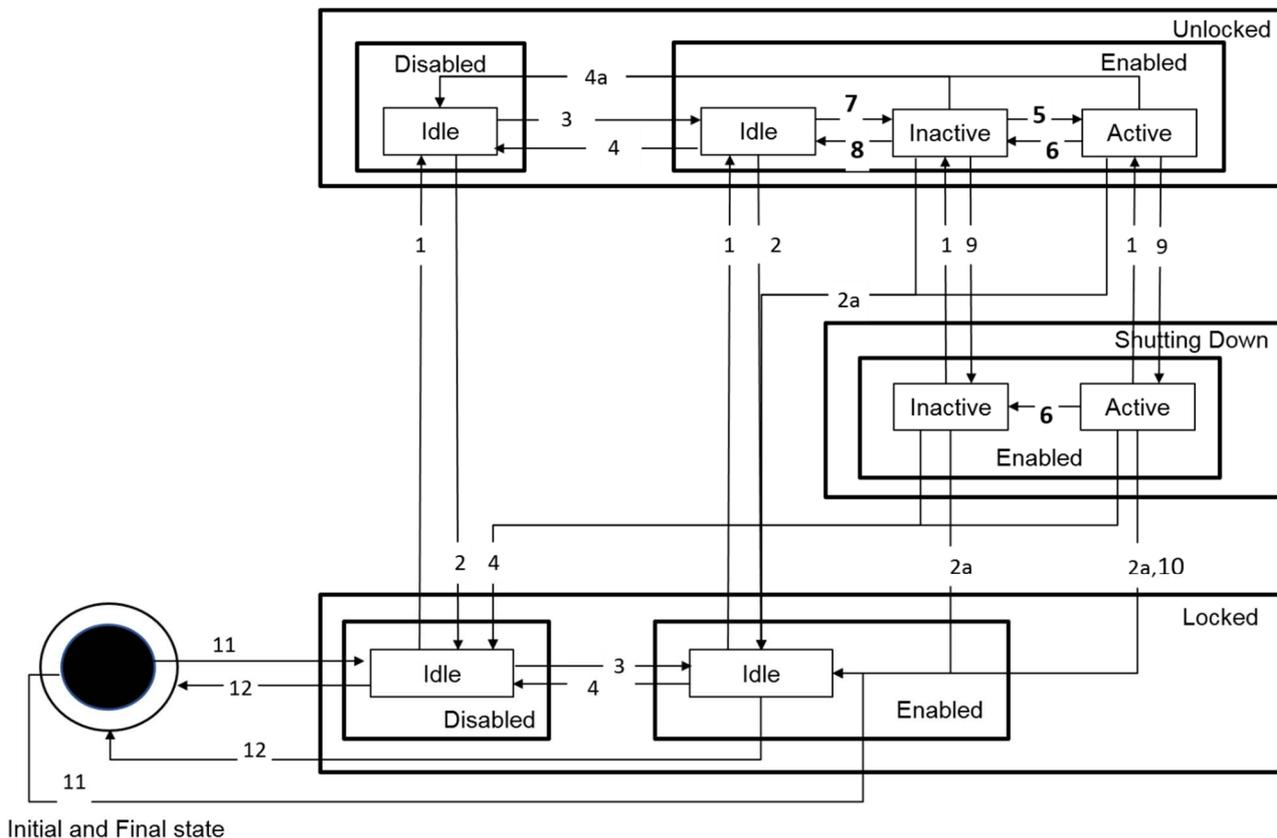 Unlocked
Disabled
Enabled
4a
7
5
3
Idle
Idle
Inactive
Active
4
8
6
1
1
2
1
9
1
9
2a
Shutting Down
Inactive
6
Active
Enabled
2
4
2a
2a,10
Locked
11
3
Idle
Idle
12
4
Enabled
Disabled
12
11
Initial and Final state